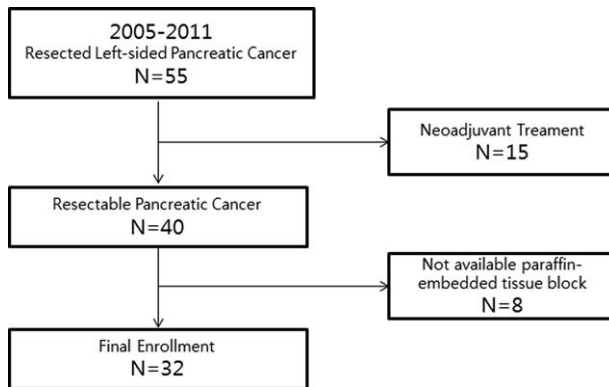 2005-2011
Resected Left-sided Pancreatic Cancer
N=55
Neoadjuvant Treament
N=15
Resectable Pancreatic Cancer
N=40
Not available paraffin-
embedded tissue block
N=8
Final Enrollment
N=32